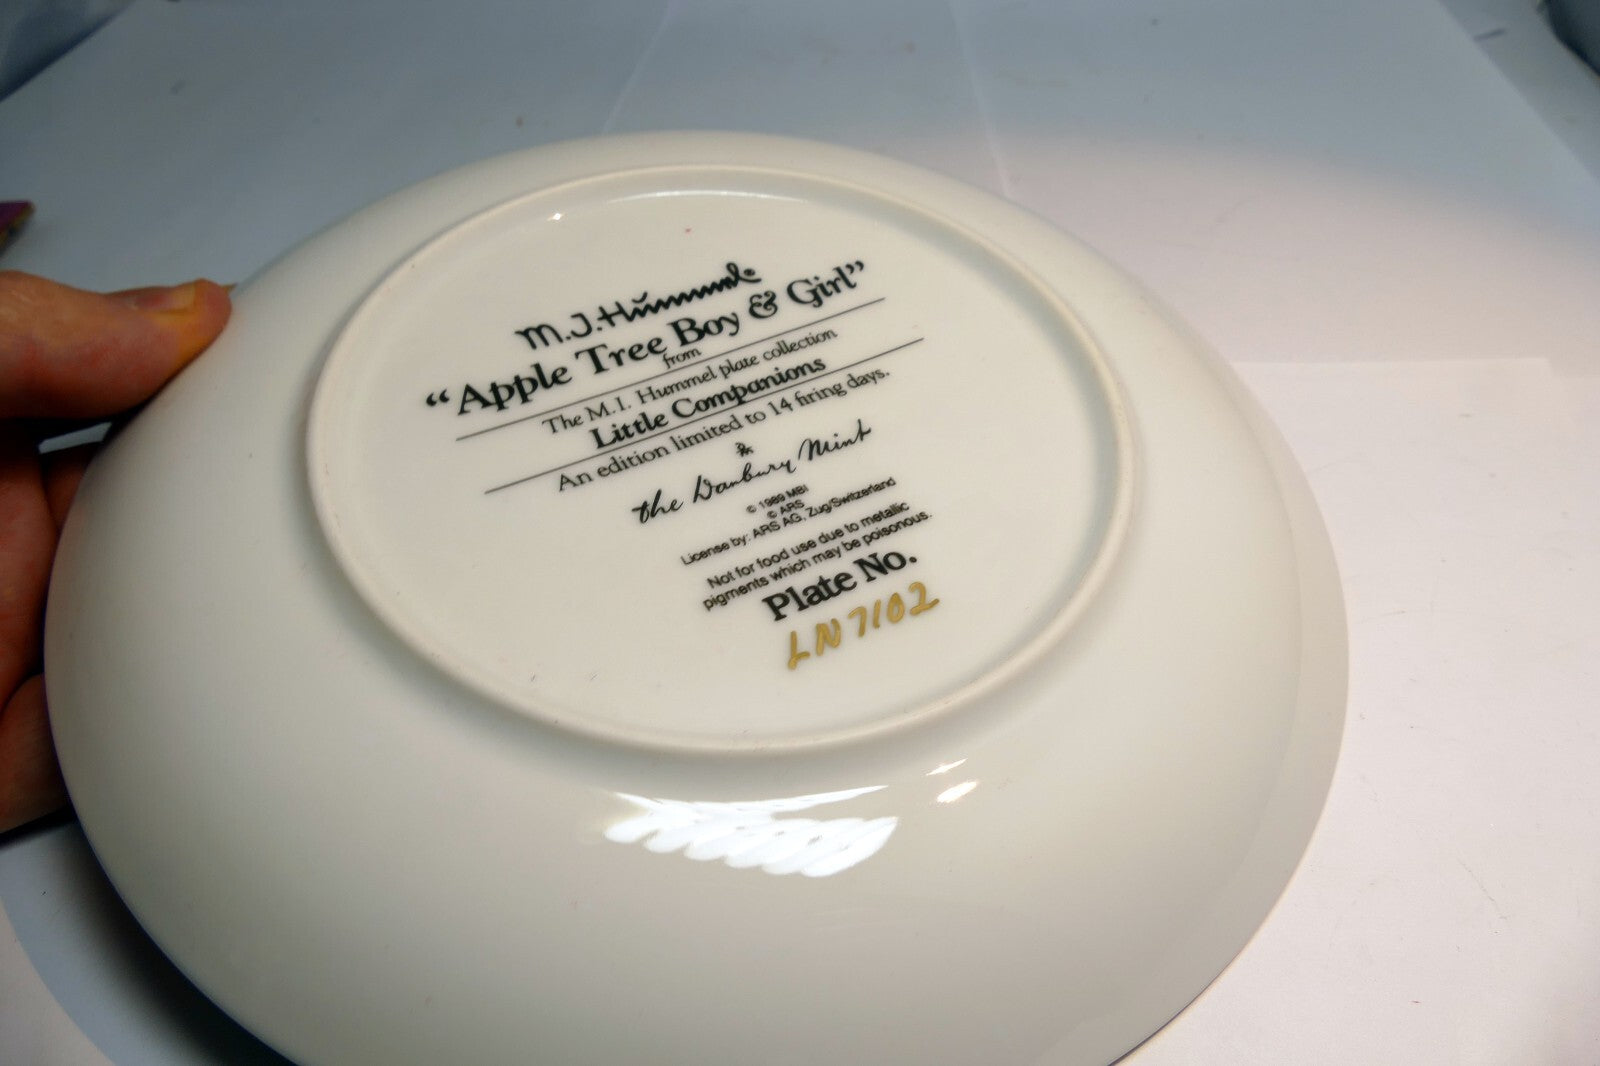 M.J. Hummel®
“Apple Tree Boy & Girl”
from
The M.I. Hummel plate collection
Little Companions
An edition limited to 14 firing days.
the Danbury Mint
© 1989 MBI
© ARS
License by: ARS AG, Zug/Switzerland
Not for food use due to metallic
pigments which may be poisonous.
Plate No.
LN7102